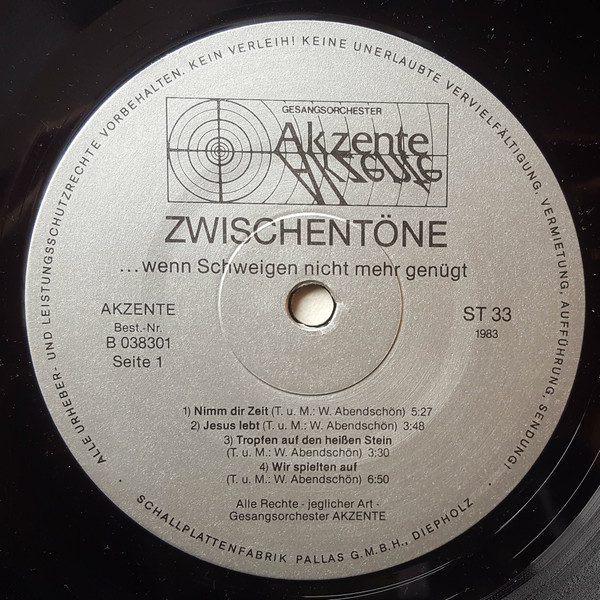 ALLE URHEBER- UND LEISTUNGSSCHUTZRECHTE VORBEHALTEN. KEIN VERLEIH! KEINE UNERLAUBTE VERVIELFÄLTIGUNG, VERMIETUNG, AUFFÜHRUNG, SENDUNG!
GESANGSORCHESTER
Akzente
Akzente
ZWISCHENTÖNE
...wenn Schweigen nicht mehr genügt
AKZENTE
Best.-Nr.
B 038301
Seite 1
ST 33
1983
1) Nimm dir Zeit (T. u. M.: W. Abendschön) 5:27
2) Jesus lebt (T. u. M.: W. Abendschön) 3:48
3) Tropfen auf den heißen Stein
(T. u. M.: W. Abendschön) 3:30
4) Wir spielten auf
(T. u. M.: W. Abendschön) 6:50
Alle Rechte - jeglicher Art -
Gesangsorchester AKZENTE
· SCHALLPLATTENFABRIK PALLAS G.M.B.H., DIEPHOLZ ·